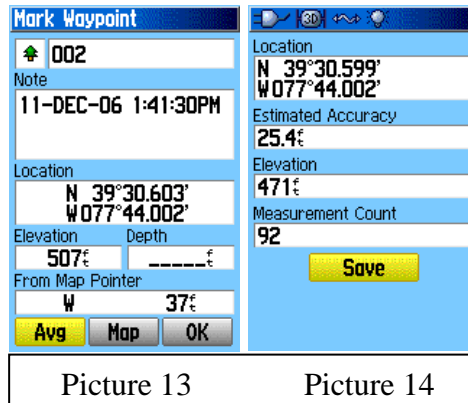 Mark Waypoint
002
Note
11-DEC-06 1:41:30PM
Location
N 39°30.603'
W077°44.002'
Elevation Depth
507ft _____ft
From Map Pointer
W 37ft
Avg Map OK
Picture 13
3D
Location
N 39°30.599'
W077°44.002'
Estimated Accuracy
25.4ft
Elevation
471ft
Measurement Count
92
Save
Picture 14